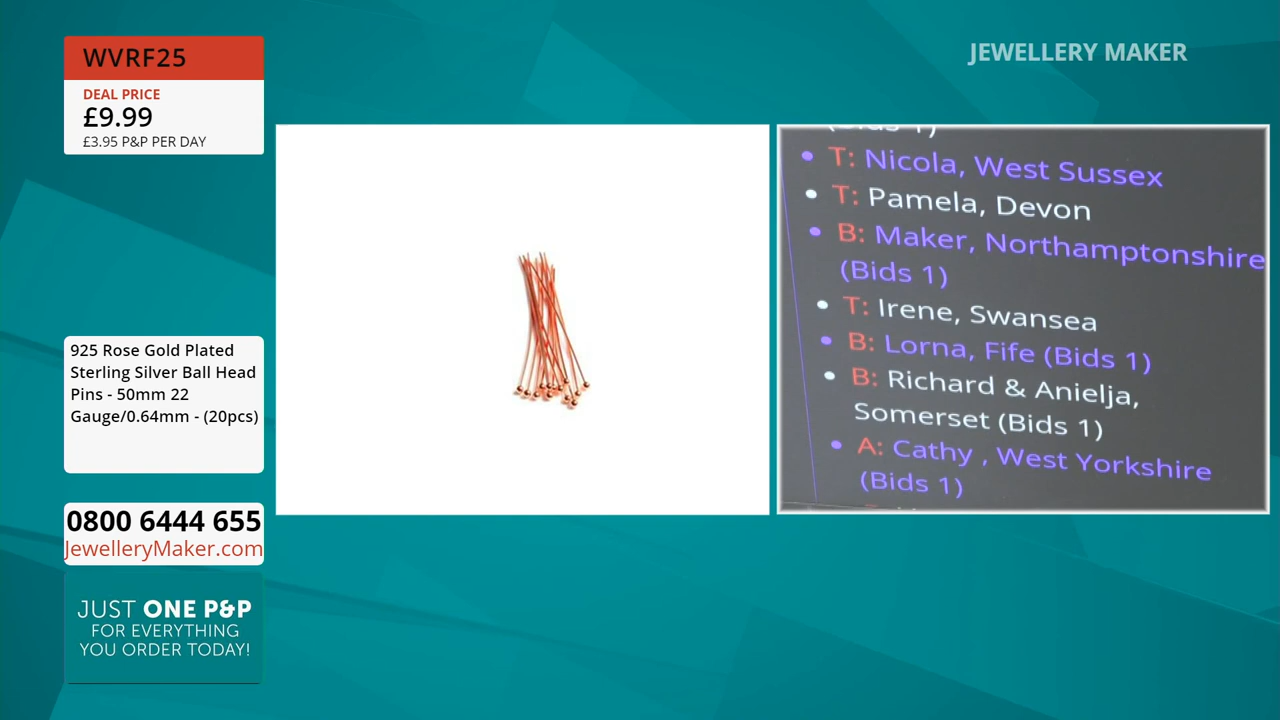 WVRF25
DEAL PRICE
£9.99
£3.95 P&P PER DAY
925 Rose Gold Plated
Sterling Silver Ball Head
Pins - 50mm 22
Gauge/0.64mm - (20pcs)
0800 6444 655
JewelleryMaker.com
JUST ONE P&P
FOR EVERYTHING
YOU ORDER TODAY!
JEWELLERY MAKER
(Bids 1)
T: Nicola, West Sussex
T: Pamela, Devon
B: Maker, Northamptonshire
(Bids 1)
T: Irene, Swansea
B: Lorna, Fife (Bids 1)
B: Richard & Anielja,
Somerset (Bids 1)
A: Cathy , West Yorkshire
(Bids 1)